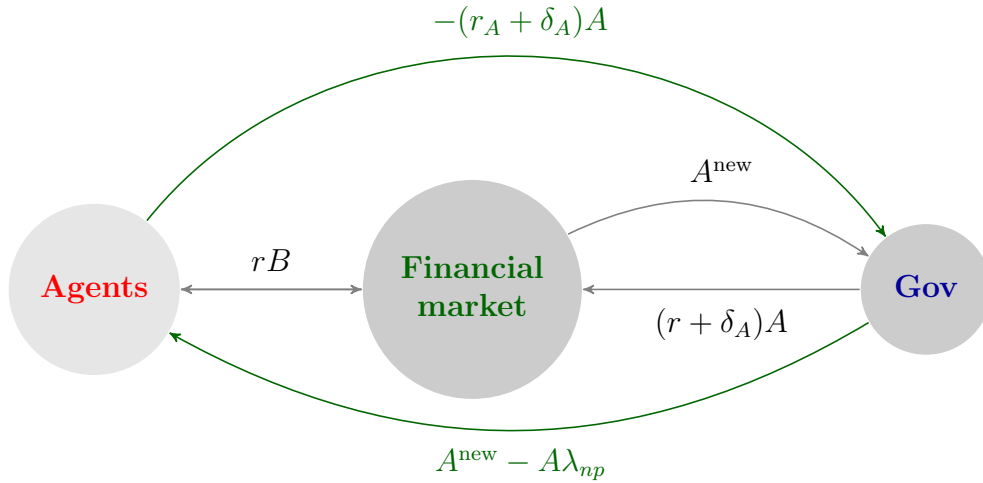 −(r_A + δ_A)A
A^new
Agents
rB
Financial
market
Gov
(r + δ_A)A
A^new − Aλ_np